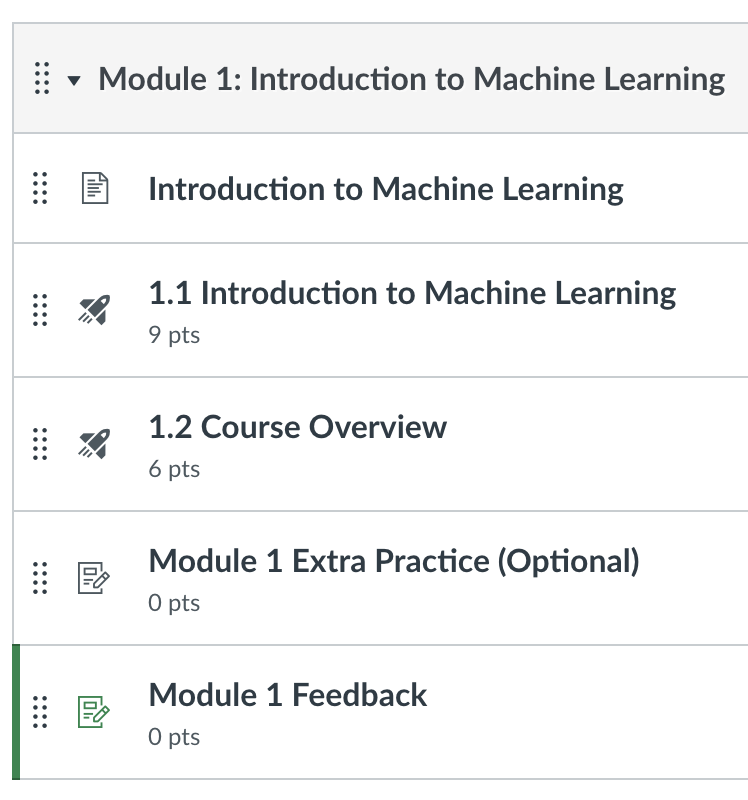 Module 1: Introduction to Machine Learning
Introduction to Machine Learning
1.1 Introduction to Machine Learning
9 pts
1.2 Course Overview
6 pts
Module 1 Extra Practice (Optional)
0 pts
Module 1 Feedback
0 pts